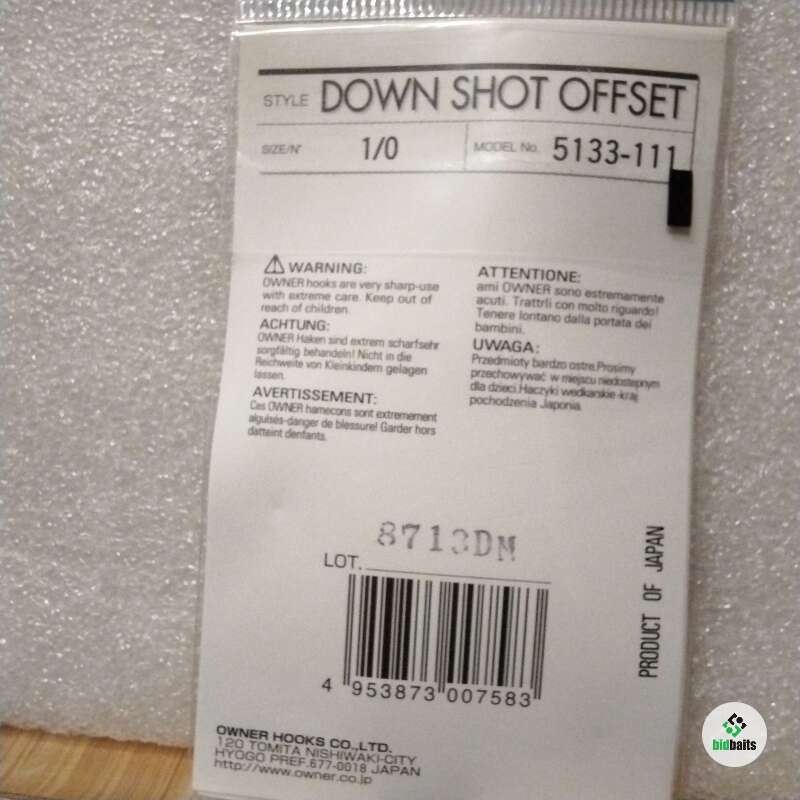 STYLE DOWN SHOT OFFSET
SIZE/N° 1/0 MODEL No. 5133-111
WARNING:
OWNER hooks are very sharp-use
with extreme care. Keep out of
reach of children.
ACHTUNG:
OWNER Haken sind extrem scharfsehr
sorgfältig behandeln! Nicht in die
Reichweite von Kleinkindern gelagen
lassen.
AVERTISSEMENT:
Ces OWNER hamecons sont extremement
alguisés-danger de blessure! Garder hors
datteint denfants.
ATTENTIONE:
ami OWNER sono estremamente
acuti. Trattrli con molto riguardo!
Tenere lontano dalla portata dei
bambini.
UWAGA:
Przedmioty bardzo ostre.Prosimy
przechowywać w miejscu niedostepnym
dla dzieci.Haczyki wedkarskie-kraj
pochodzenia Japonia.
LOT. 8713DM
4 953873 007583
PRODUCT OF JAPAN
OWNER HOOKS CO.,LTD.
120 TOMITA NISHIWAKI-CITY
HYOGO PREF.677-0018 JAPAN
http://www.owner.co.jp
bidbaits